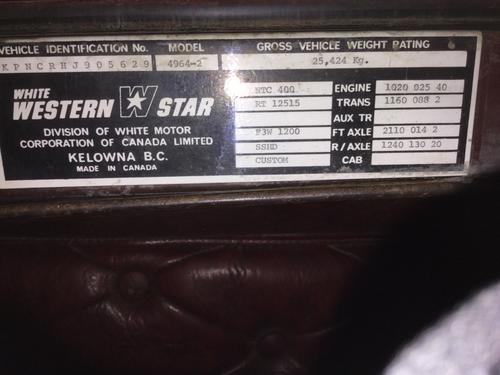 VEHICLE IDENTIFICATION No. MODEL GROSS VEHICLE WEIGHT RATING
KPNCRHJ905629 4964-2 25,424 Kg.
WHITE
WESTERN STAR
DIVISION OF WHITE MOTOR
CORPORATION OF CANADA LIMITED
KELOWNA B.C.
MADE IN CANADA
NTC 400 ENGINE 1020 025 40
RT 12515 TRANS 1160 088 2
AUX TR
F3W 1200 FT AXLE 2110 014 2
SSHD R/AXLE 1240 130 20
CUSTOM CAB